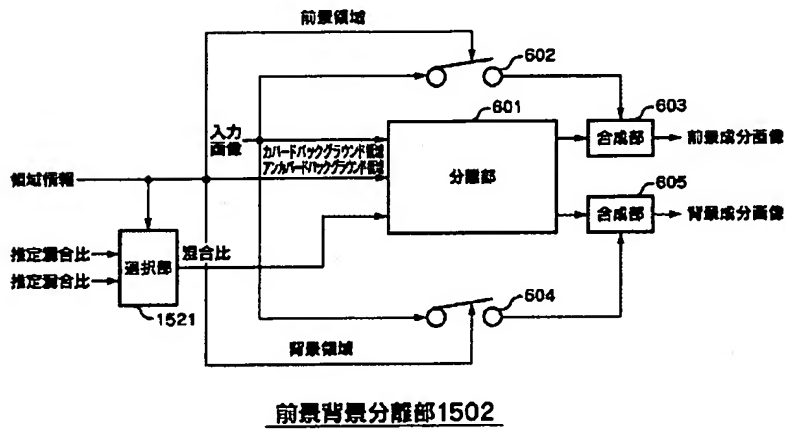 前景領域
602
入力
画像
カバードバックグラウンド領域
アンカバードバックグラウンド領域
601
分離部
603
合成部
前景成分画像
領域情報
605
合成部
背景成分画像
推定混合比
推定混合比
選択部
混合比
1521
604
背景領域
前景背景分離部1502